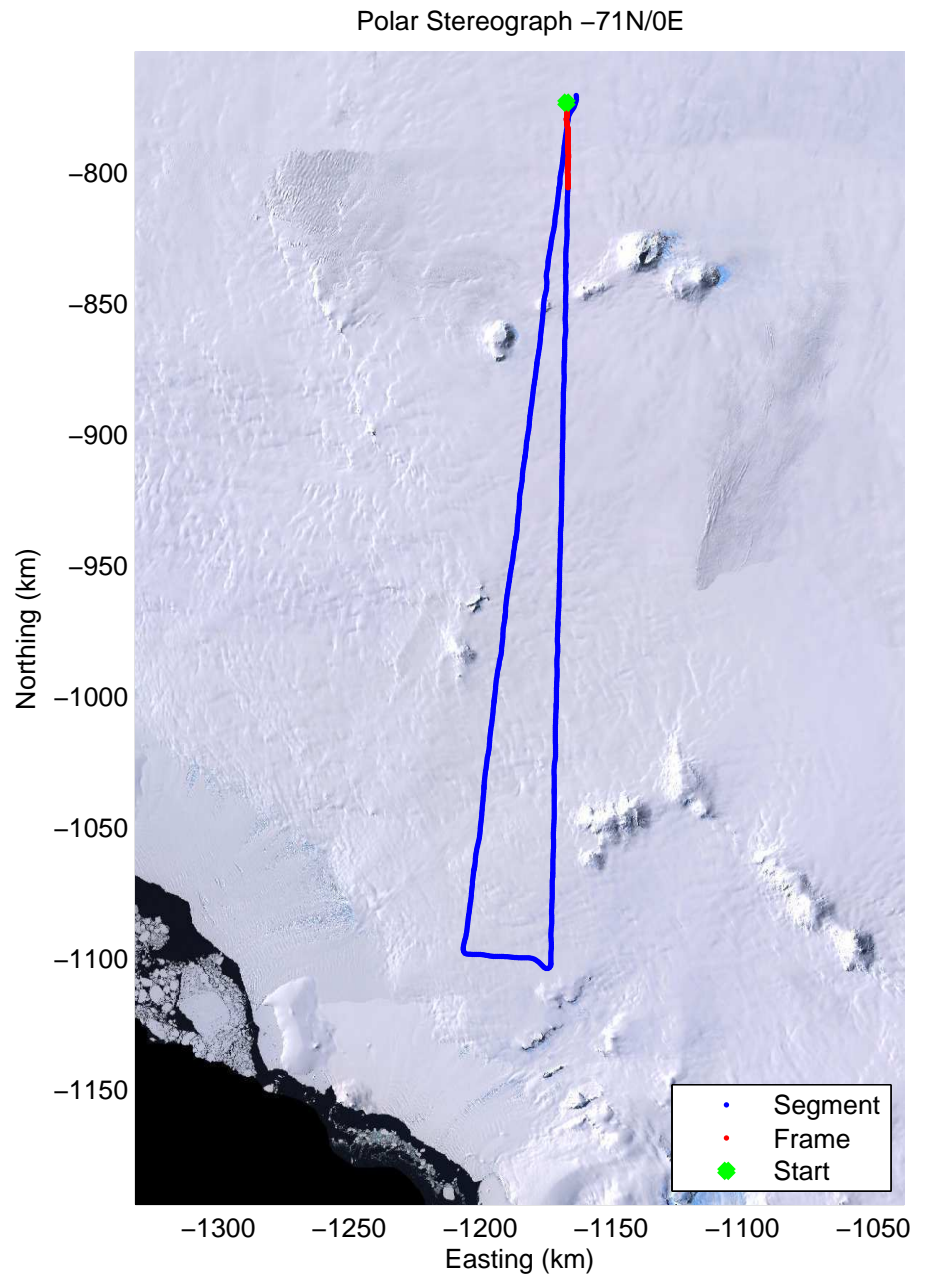 Polar Stereograph −71N/0E
−800
−850
−900
−950
−1000
−1050
−1100
−1150
Northing (km)
Segment
Frame
Start
−1300 −1250 −1200 −1150 −1100 −1050
Easting (km)